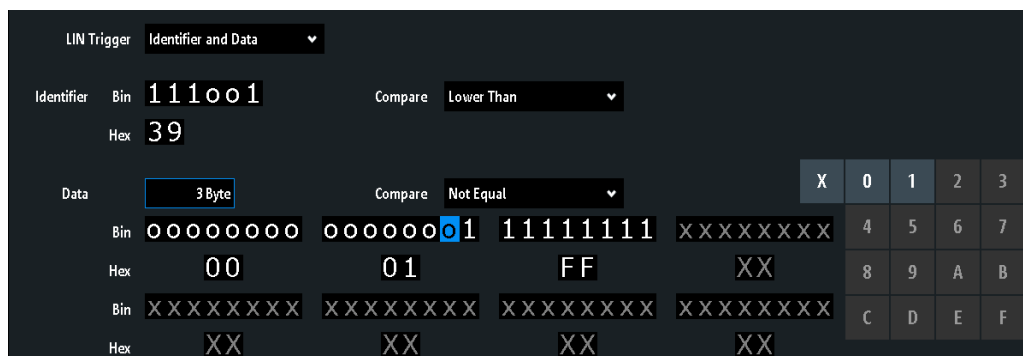 LIN Trigger Identifier and Data
Identifier Bin 111001 Compare Lower Than
Hex 39
Data 3 Byte Compare Not Equal
X 0 1 2 3
Bin 00000000 00000001 11111111 XXXXXXXX
4 5 6 7
Hex 00 01 FF XX
8 9 A B
Bin XXXXXXXX XXXXXXXX XXXXXXXX XXXXXXXX
C D E F
Hex XX XX XX XX